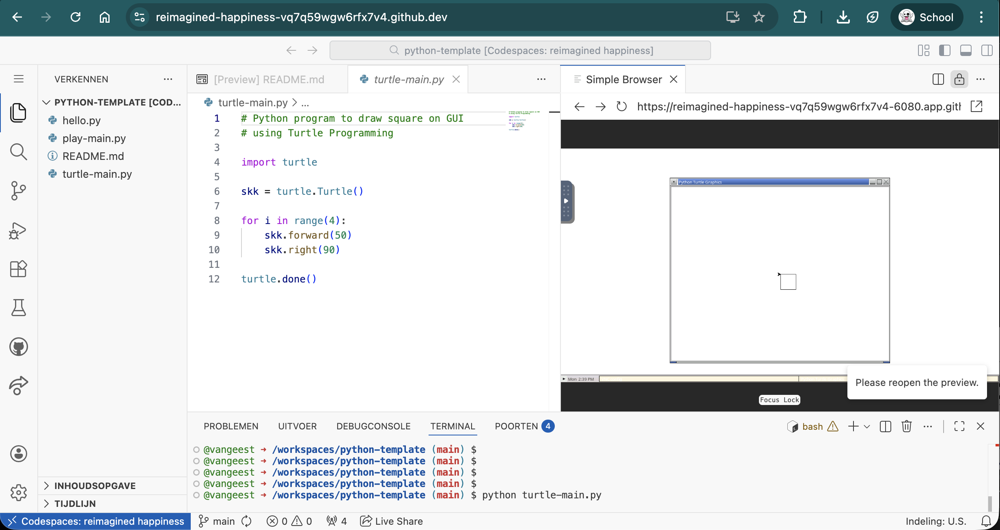 reimagined-happiness-vq7q59wgw6rfx7v4.github.dev
School
python-template [Codespaces: reimagined happiness]
VERKENNEN
PYTHON-TEMPLATE [COD...
hello.py
play-main.py
README.md
turtle-main.py
INHOUDSOPGAVE
TIJDLIJN
[Preview] README.md
turtle-main.py
turtle-main.py > ...
1 # Python program to draw square on GUI
2 # using Turtle Programming
3
4 import turtle
5
6 skk = turtle.Turtle()
7
8 for i in range(4):
9 skk.forward(50)
10 skk.right(90)
11
12 turtle.done()
Simple Browser
https://reimagined-happiness-vq7q59wgw6rfx7v4-6080.app.gith
Python Turtle Graphics
Mon 2:39 PM
Please reopen the preview.
Focus Lock
PROBLEMEN UITVOER DEBUGCONSOLE TERMINAL POORTEN 4
bash
@vangeest → /workspaces/python-template (main) $
@vangeest → /workspaces/python-template (main) $
@vangeest → /workspaces/python-template (main) $
@vangeest → /workspaces/python-template (main) $
@vangeest → /workspaces/python-template (main) $ python turtle-main.py
Codespaces: reimagined happiness main 0 0 4 Live Share Indeling: U.S.